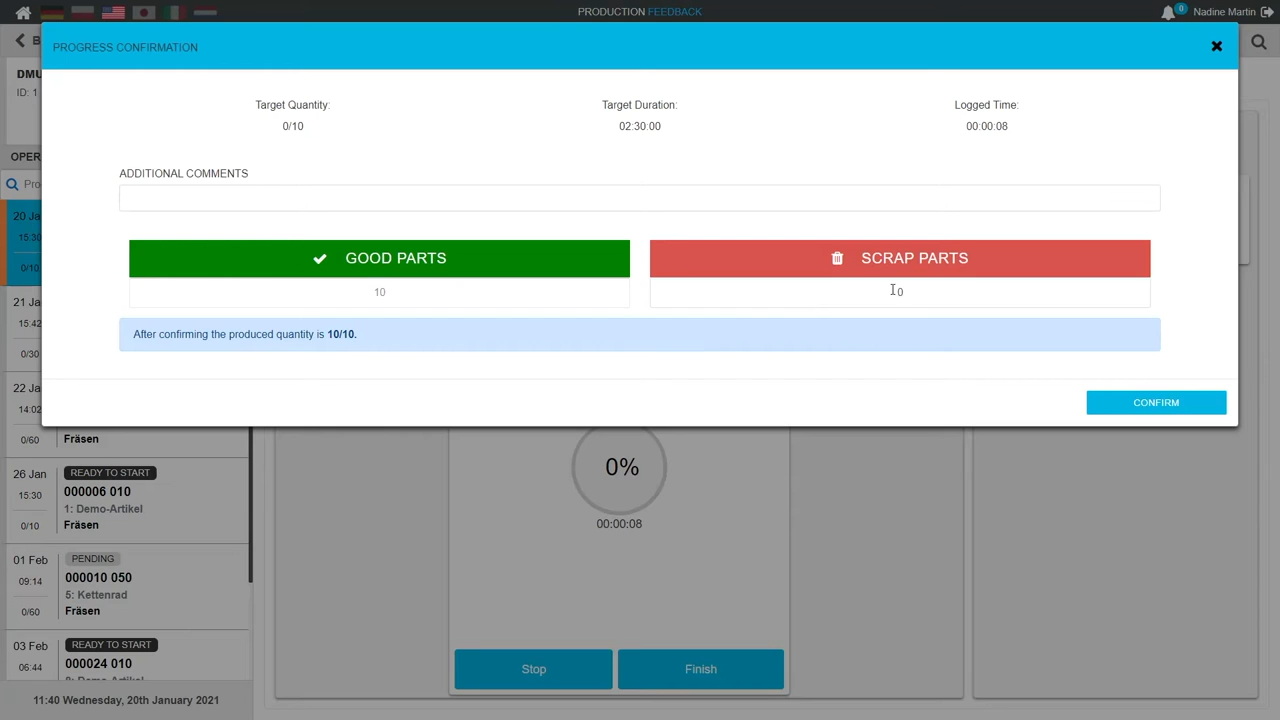 PRODUCTION FEEDBACK
0
Nadine Martin
B
PROGRESS CONFIRMATION
DMU
ID: 1
Target Quantity:
0/10
Target Duration:
02:30:00
Logged Time:
00:00:08
ADDITIONAL COMMENTS
GOOD PARTS
10
SCRAP PARTS
0
After confirming the produced quantity is 10/10.
CONFIRM
OPER
Pro
20 Ja
15:30
0/10
21 Ja
15:42
0/30
22 Ja
14:02
0/60
Fräsen
26 Jan
READY TO START
15:30
000006 010
1: Demo-Artikel
0/10
Fräsen
01 Feb
PENDING
09:14
000010 050
5: Kettenrad
0/60
Fräsen
03 Feb
READY TO START
06:44
000024 010
0%
00:00:08
Stop
Finish
11:40 Wednesday, 20th January 2021